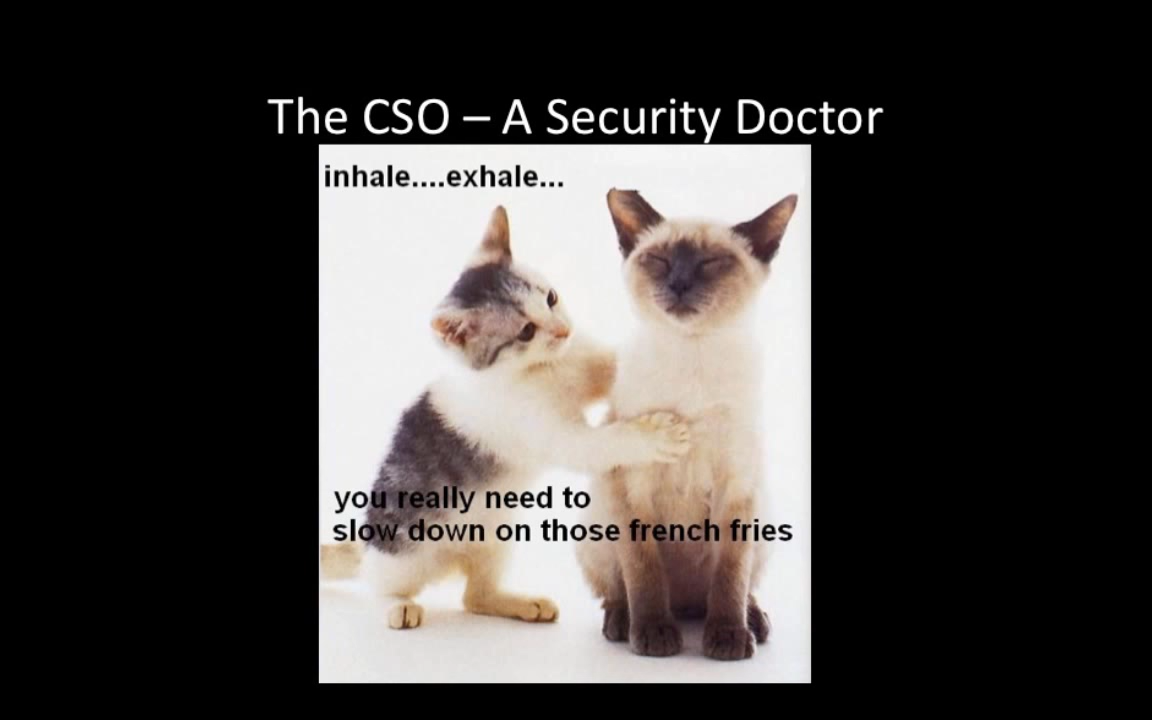 The CSO – A Security Doctor
inhale....exhale...
you really need to
slow down on those french fries